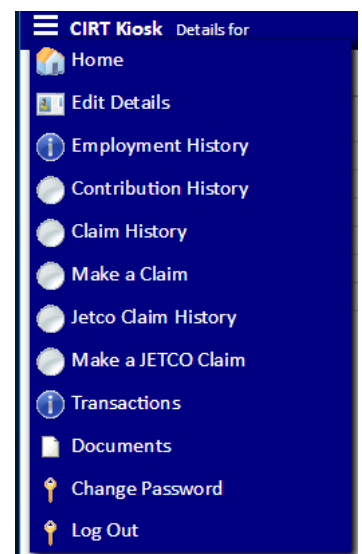 CIRT Kiosk Details for
Home
Edit Details
Employment History
Contribution History
Claim History
Make a Claim
Jetco Claim History
Make a JETCO Claim
Transactions
Documents
Change Password
Log Out